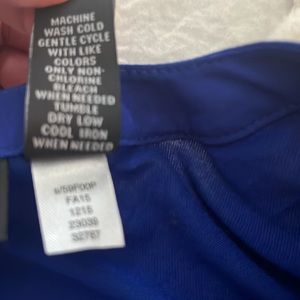 MACHINE
WASH COLD
GENTLE CYCLE
WITH LIKE
COLORS
ONLY NON-
CHLORINE
BLEACH
WHEN NEEDED
TUMBLE
DRY LOW
COOL IRON
WHEN NEEDED
FA15
1215
23039
S2767